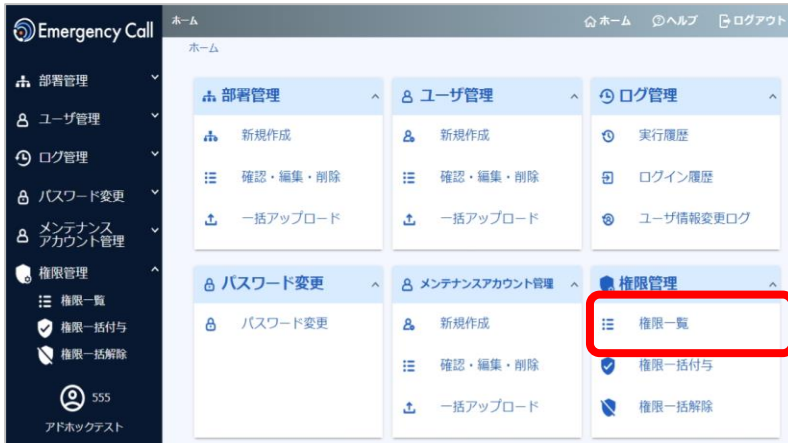 Emergency Call
部署管理
ユーザ管理
ログ管理
パスワード変更
メンテナンス
アカウント管理
権限管理
権限一覧
権限一括付与
権限一括解除
555
アドホックテスト
ホーム
ホーム ヘルプ ログアウト
ホーム
部署管理
新規作成
確認・編集・削除
一括アップロード
ユーザ管理
新規作成
確認・編集・削除
一括アップロード
ログ管理
実行履歴
ログイン履歴
ユーザ情報変更ログ
パスワード変更
パスワード変更
メンテナンスアカウント管理
新規作成
確認・編集・削除
一括アップロード
権限管理
権限一覧
権限一括付与
権限一括解除